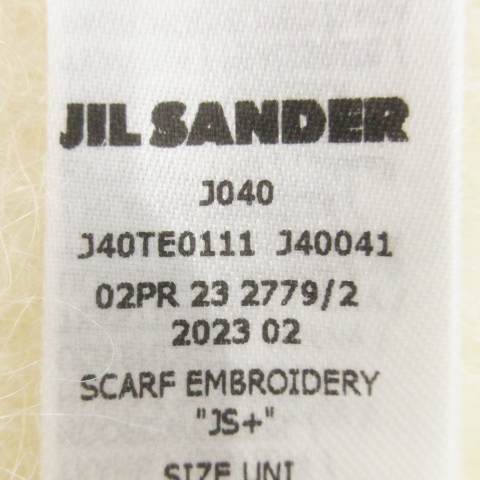 JIL SANDER
J040
J40TE0111 J40041
02PR 23 2779/2
2023 02
SCARF EMBROIDERY
"JS+"
SIZE UNI